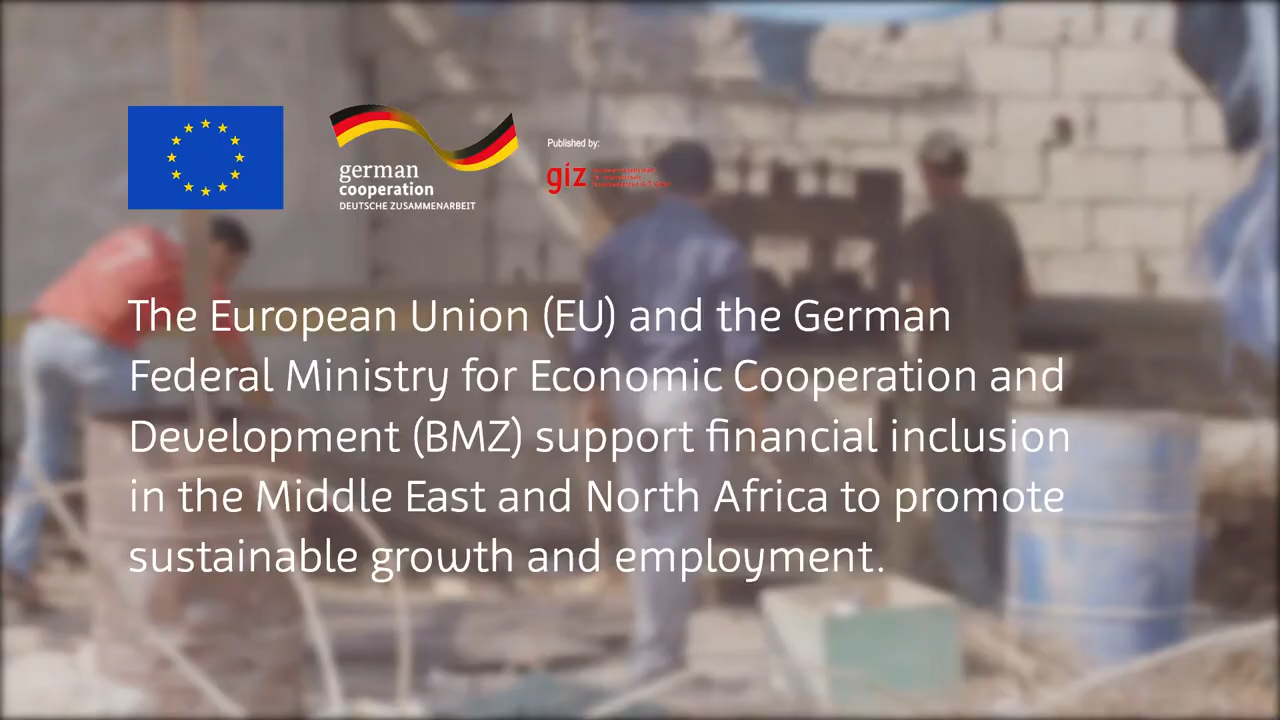 german
cooperation
DEUTSCHE ZUSAMMENARBEIT
Published by:
giz
The European Union (EU) and the German
Federal Ministry for Economic Cooperation and
Development (BMZ) support financial inclusion
in the Middle East and North Africa to promote
sustainable growth and employment.